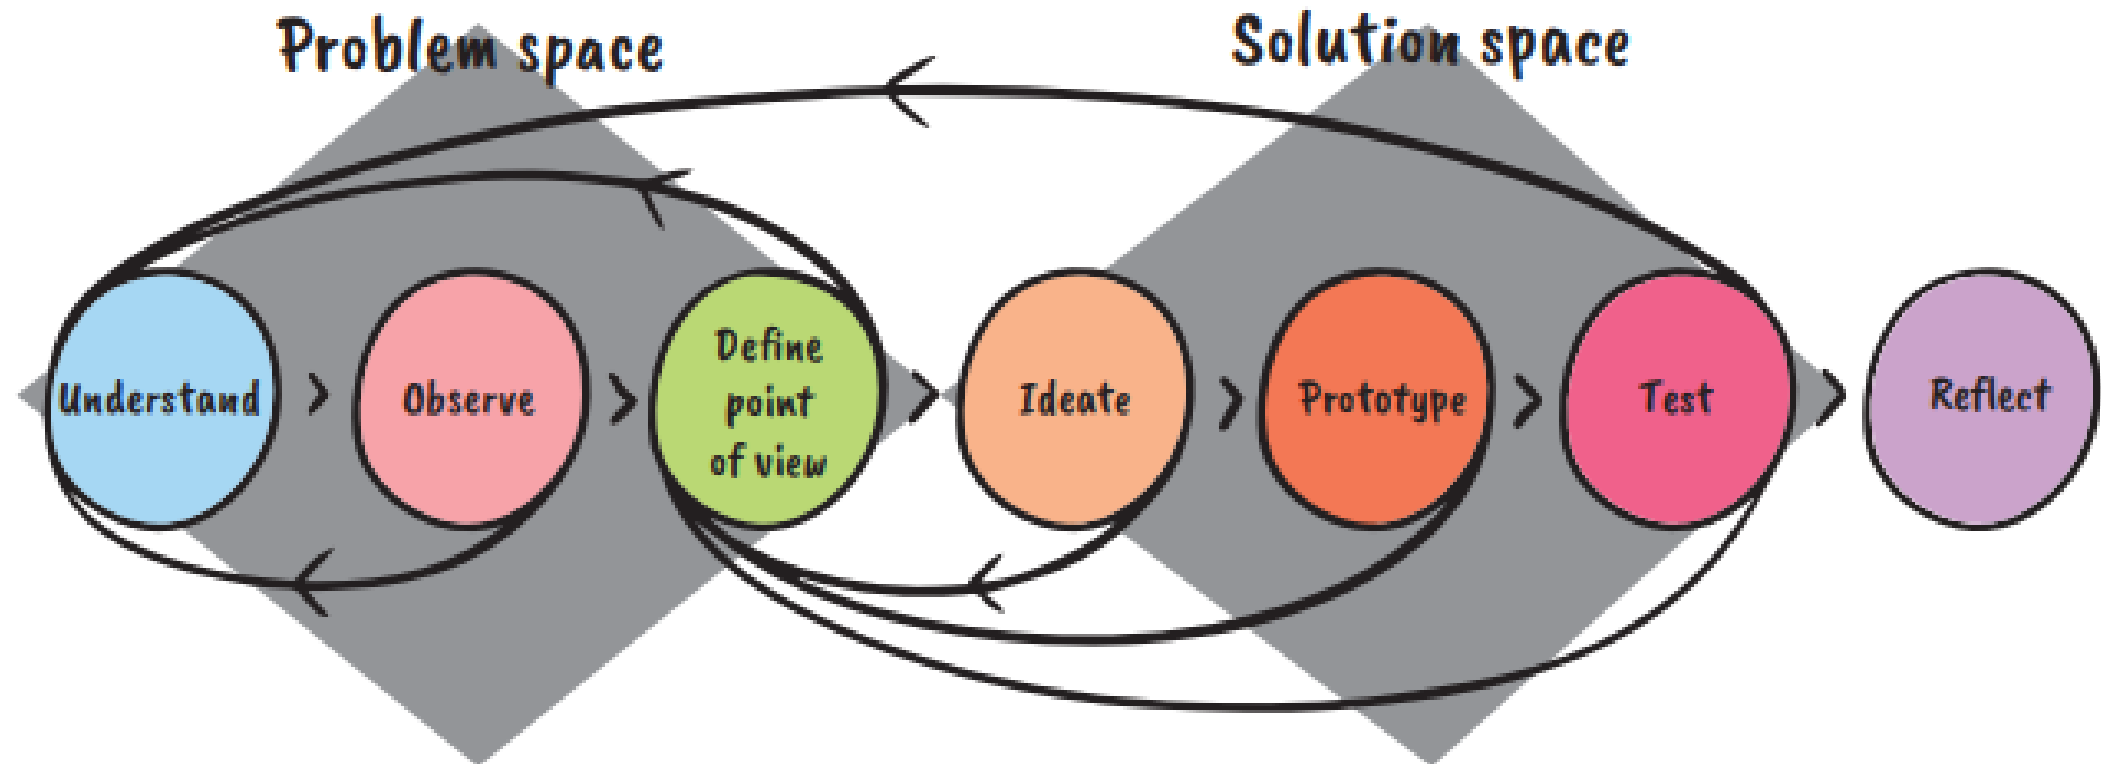 Problem space
Solution space
Understand
Observe
Define
point
of view
Ideate
Prototype
Test
Reflect